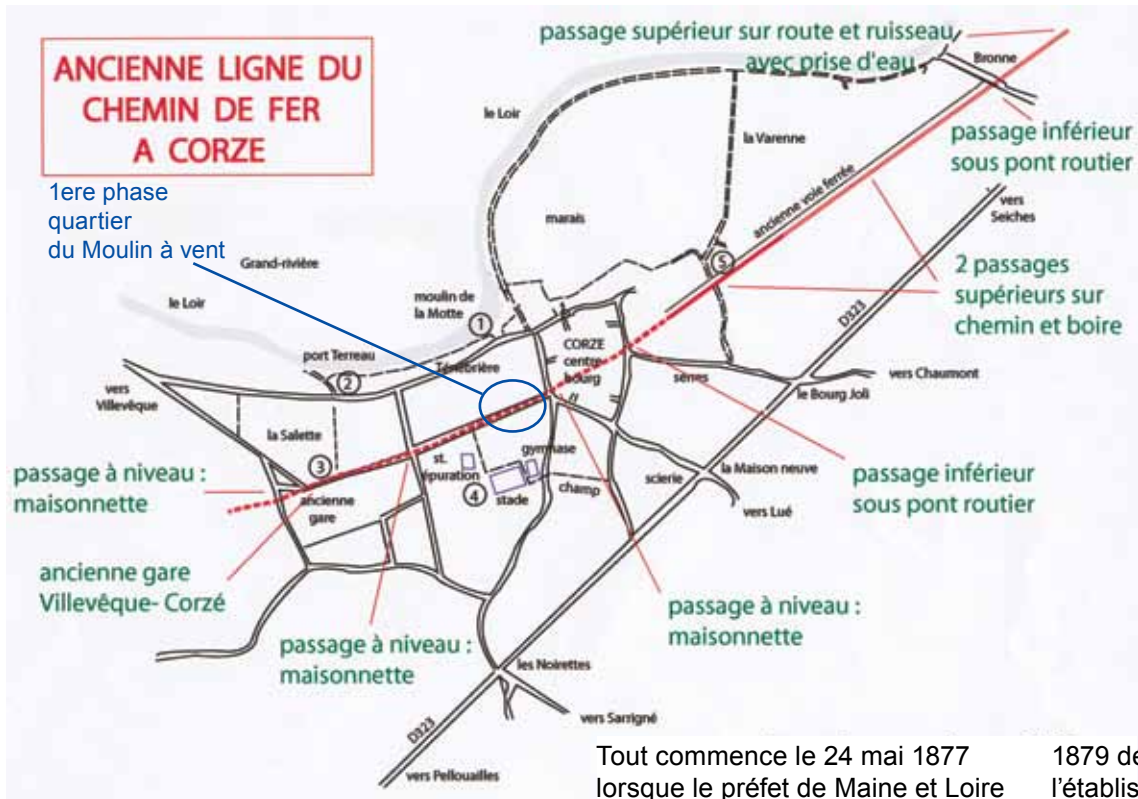 ANCIENNE LIGNE DU
CHEMIN DE FER
A CORZE
1ere phase
quartier
du Moulin à vent
passage supérieur sur route et ruisseau
avec prise d'eau
Bronne
le Loir
la Varenne
passage inférieur
sous pont routier
ancienne voie ferrée
vers
Seiches
marais
Grand-rivière
5
2 passages
supérieurs sur
chemin et boire
le Loir
moulin de
la Motte
1
D323
port Terreau
2
Ténébrière
CORZE
centre
bourg
serres
vers Chaumont
le Bourg Joli
vers
Villevêque
la Salette
3
passage à niveau :
maisonnette
ancienne
gare
st.
épuration
4
stade
gymnase
champ
scierie
la Maison neuve
vers Lué
passage inférieur
sous pont routier
ancienne gare
Villevêque- Corzé
passage à niveau :
maisonnette
passage à niveau :
maisonnette
les Noirettes
vers Sarrigné
D323
vers Pellouailles
Tout commence le 24 mai 1877
lorsque le préfet de Maine et Loire
1879 de
l'établis